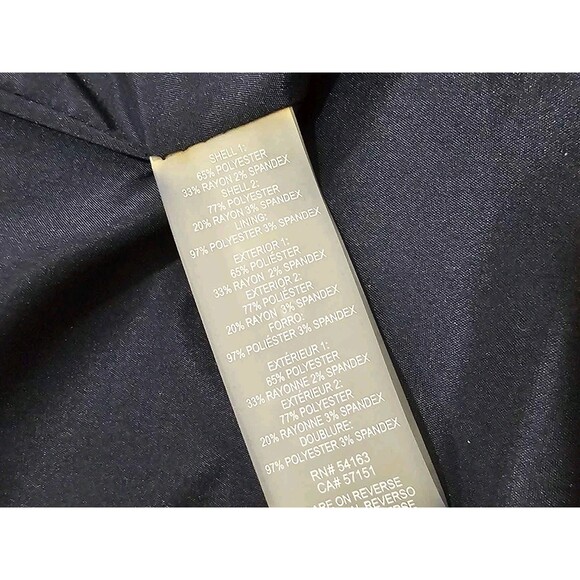 SHELL 1:
65% POLYESTER
33% RAYON 2% SPANDEX
SHELL 2:
77% POLYESTER
20% RAYON 3% SPANDEX
LINING:
97% POLYESTER 3% SPANDEX
EXTERIOR 1:
65% POLIÉSTER
33% RAYON 2% SPANDEX
EXTERIOR 2:
77% POLIÉSTER
20% RAYON 3% SPANDEX
FORRO:
97% POLIÉSTER 3% SPANDEX
EXTÉRIEUR 1:
65% POLYESTER
33% RAYONNE 2% SPANDEX
EXTÉRIEUR 2:
77% POLYESTER
20% RAYONNE 3% SPANDEX
DOUBLURE:
97% POLYESTER 3% SPANDEX
RN# 54163
CA# 57151
ARE ON REVERSE
REVERSO